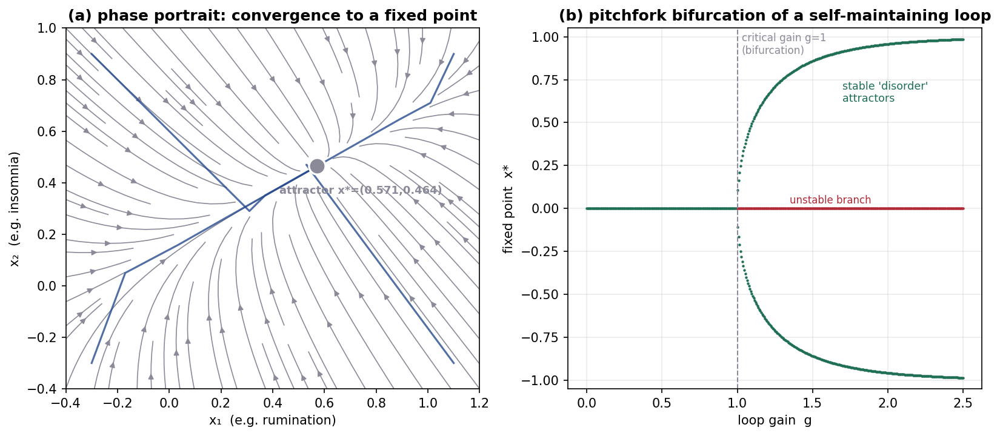 (a) phase portrait: convergence to a fixed point
1.0
0.8
0.6
0.4
0.2
0.0
−0.2
−0.4
x₂ (e.g. insomnia)
attractor x*=(0.571,0.464)
−0.4 −0.2 0.0 0.2 0.4 0.6 0.8 1.0 1.2
x₁ (e.g. rumination)
(b) pitchfork bifurcation of a self-maintaining loop
1.00
0.75
0.50
0.25
0.00
−0.25
−0.50
−0.75
−1.00
fixed point x*
critical gain g=1
(bifurcation)
stable 'disorder'
attractors
unstable branch
0.0 0.5 1.0 1.5 2.0 2.5
loop gain g